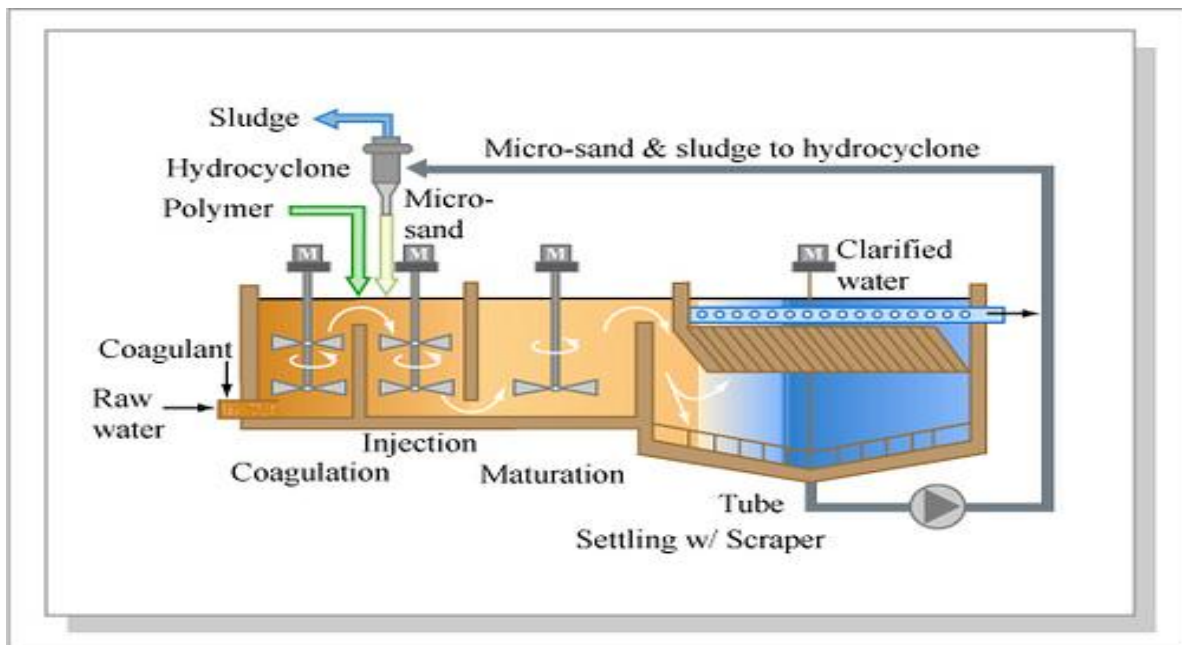 Sludge
Hydrocyclone
Polymer
Micro-
sand
Micro-sand & sludge to hydrocyclone
M
M
M
M
Clarified
water
Coagulant
Raw
water
Injection
Coagulation
Maturation
Tube
Settling w/ Scraper